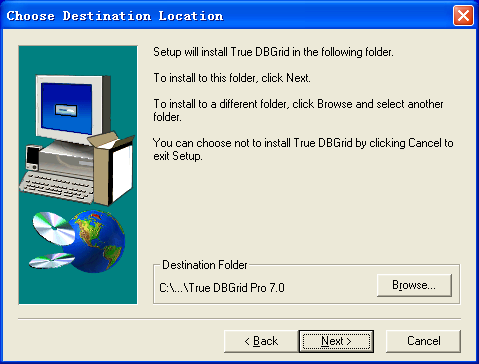 Choose Destination Location
Setup will install True DBGrid in the following folder.
To install to this folder, click Next.
To install to a different folder, click Browse and select another
folder.
You can choose not to install True DBGrid by clicking Cancel to
exit Setup.
Destination Folder
C:\...\True DBGrid Pro 7.0
Browse...
< Back
Next >
Cancel